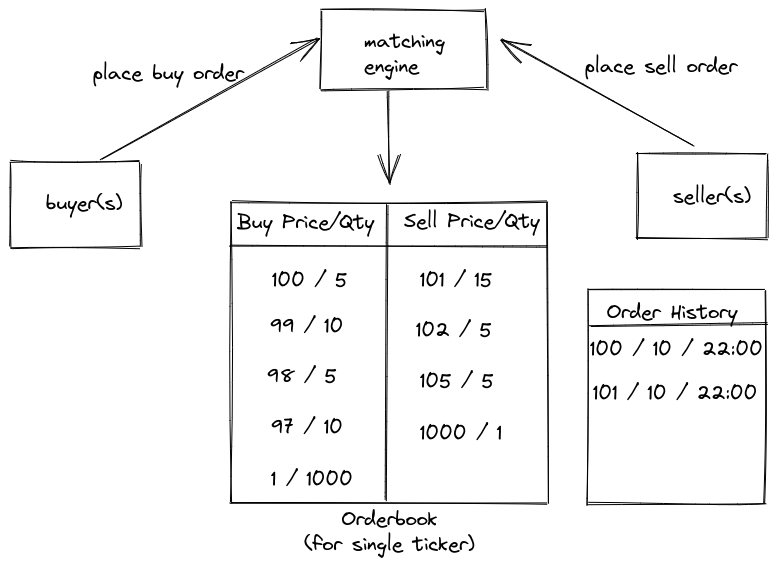 matching
engine
place buy order
place sell order
buyer(s)
seller(s)
Buy Price/Qty
Sell Price/Qty
100 / 5
101 / 15
99 / 10
102 / 5
98 / 5
105 / 5
97 / 10
1000 / 1
1 / 1000
Orderbook
(for single ticker)
Order History
100 / 10 / 22:00
101 / 10 / 22:00